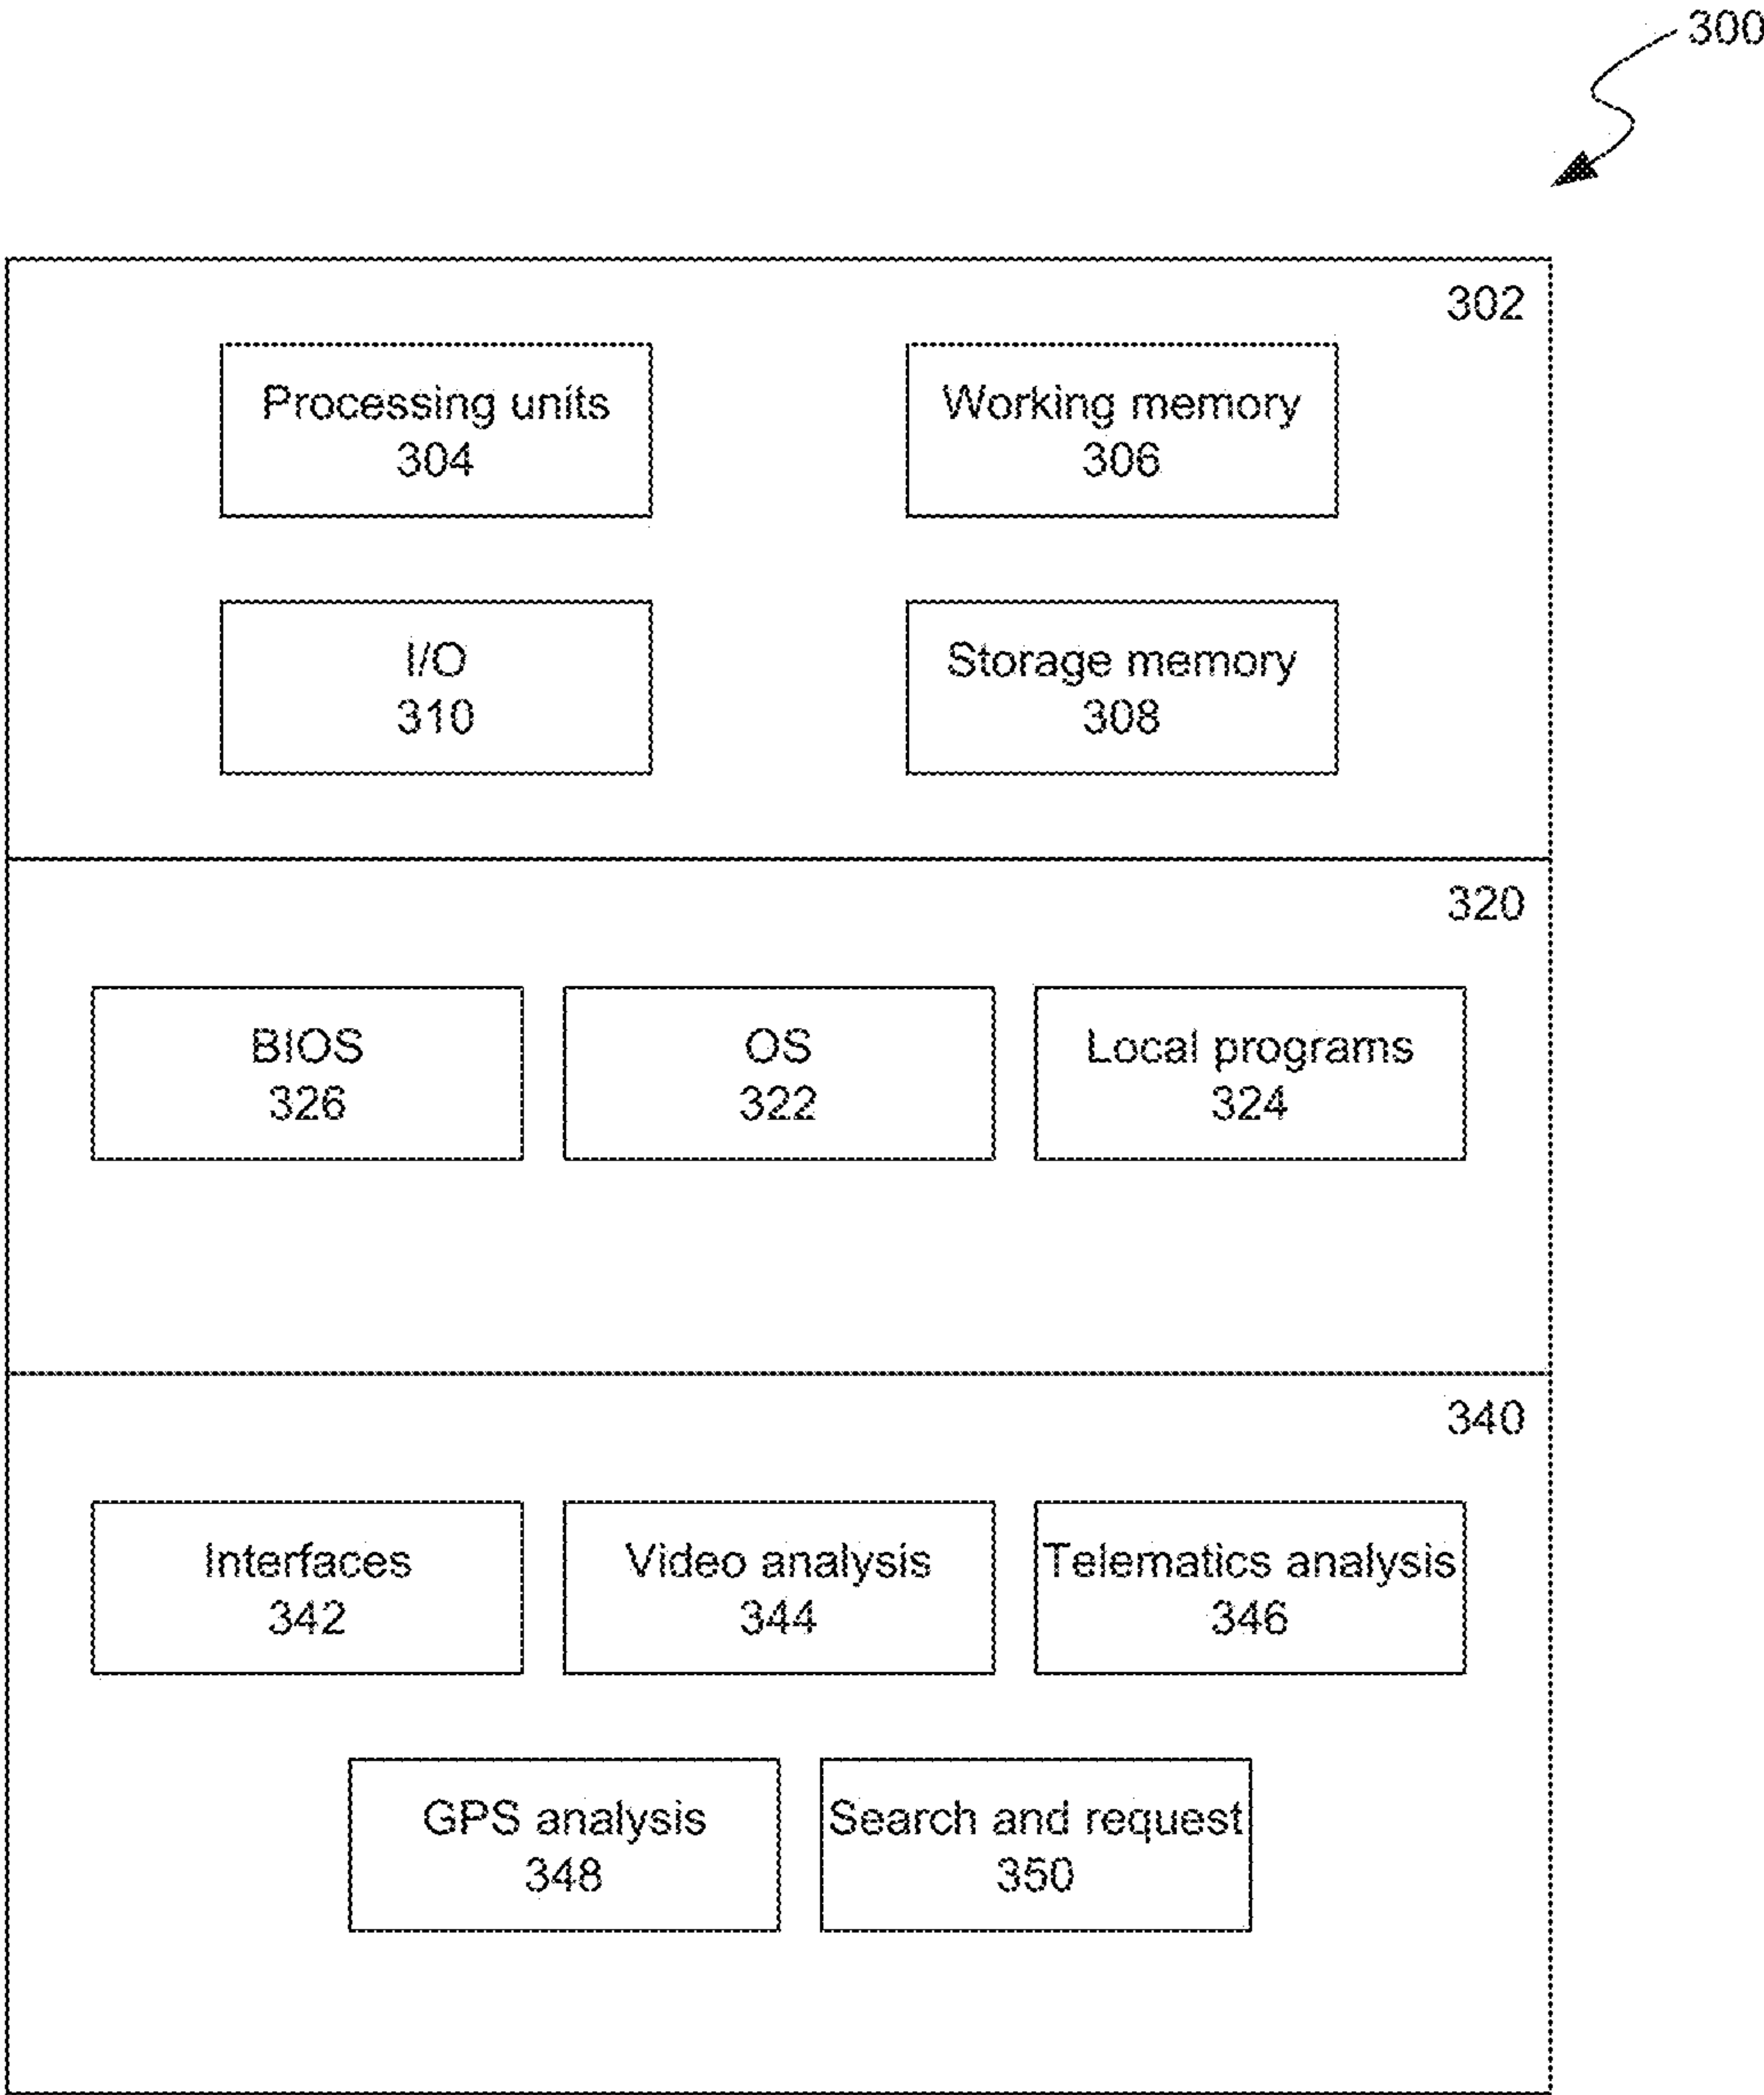 300
302
Processing units
304
Working memory
306
I/O
310
Storage memory
308
320
BIOS
326
OS
322
Local programs
324
340
Interfaces
342
Video analysis
344
Telematics analysis
346
GPS analysis
348
Search and request
350